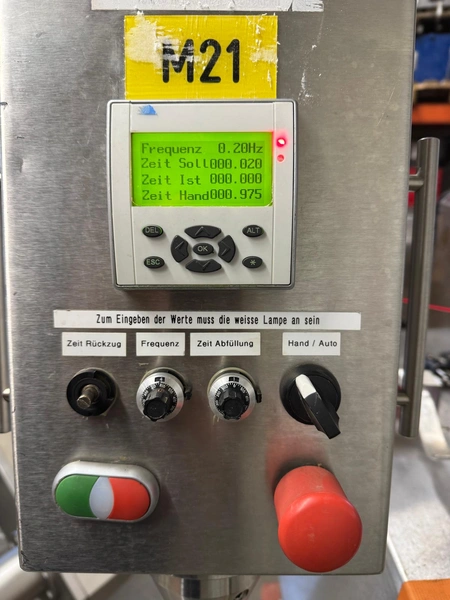 M21
Frequenz 0.20Hz
Zeit Soll000.020
Zeit Ist 000.000
Zeit Hand008.975
DEL
ALT
OK
ESC
*
Zum Eingeben der Werte muss die weisse Lampe an sein
Zeit Rückzug
Frequenz
Zeit Abfüllung
Hand / Auto